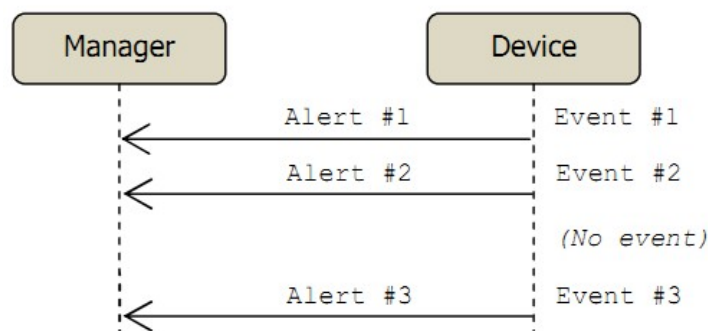 Manager Device
Alert #1 Event #1
Alert #2 Event #2
(No event)
Alert #3 Event #3